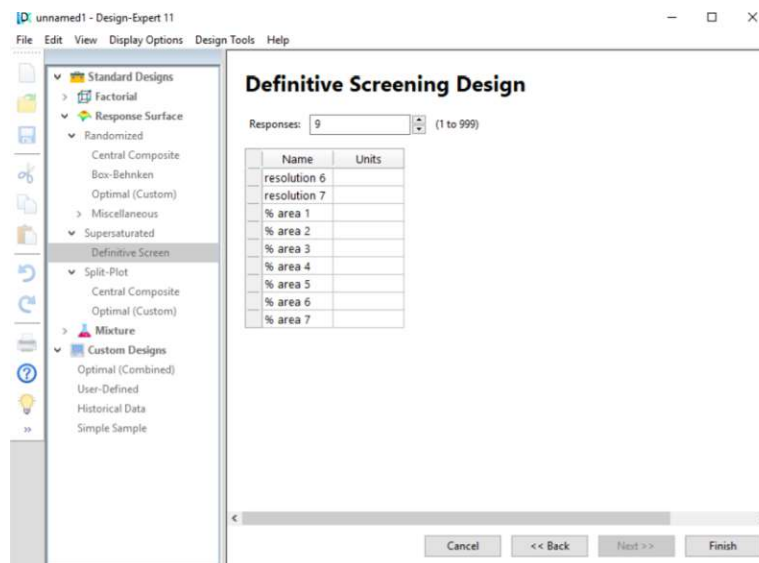 unnamed1 - Design-Expert 11
File Edit View Display Options Design Tools Help
Standard Designs
Factorial
Response Surface
Randomized
Central Composite
Box-Behnken
Optimal (Custom)
Miscellaneous
Supersaturated
Definitive Screen
Split-Plot
Central Composite
Optimal (Custom)
Mixture
Custom Designs
Optimal (Combined)
User-Defined
Historical Data
Simple Sample
Definitive Screening Design
Responses: 9 (1 to 999)
Name Units
resolution 6
resolution 7
% area 1
% area 2
% area 3
% area 4
% area 5
% area 6
% area 7
Cancel << Back Next >> Finish